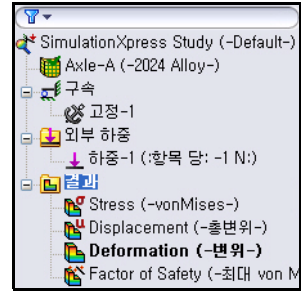 SimulationXpress Study (-Default-)
Axle-A (-2024 Alloy-)
구속
고정-1
외부 하중
하중-1 (:항목 당: -1 N:)
결과
Stress (-vonMises-)
Displacement (-총변위-)
Deformation (-변위-)
Factor of Safety (-최대 von M